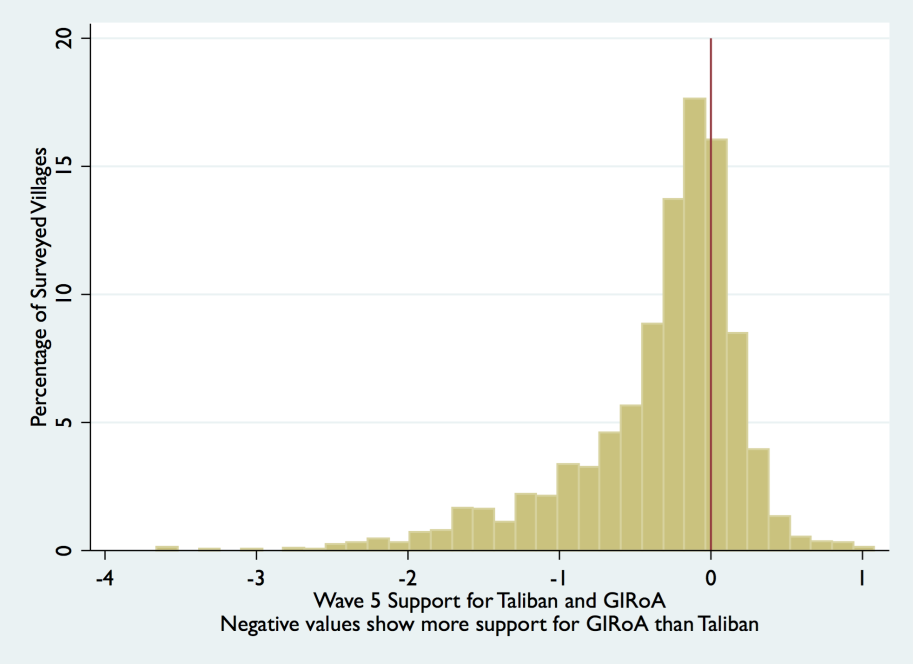 Percentage of Surveyed Villages
20
15
10
5
0
-4 -3 -2 -1 0 1
Wave 5 Support for Taliban and GIRoA
Negative values show more support for GIRoA than Taliban